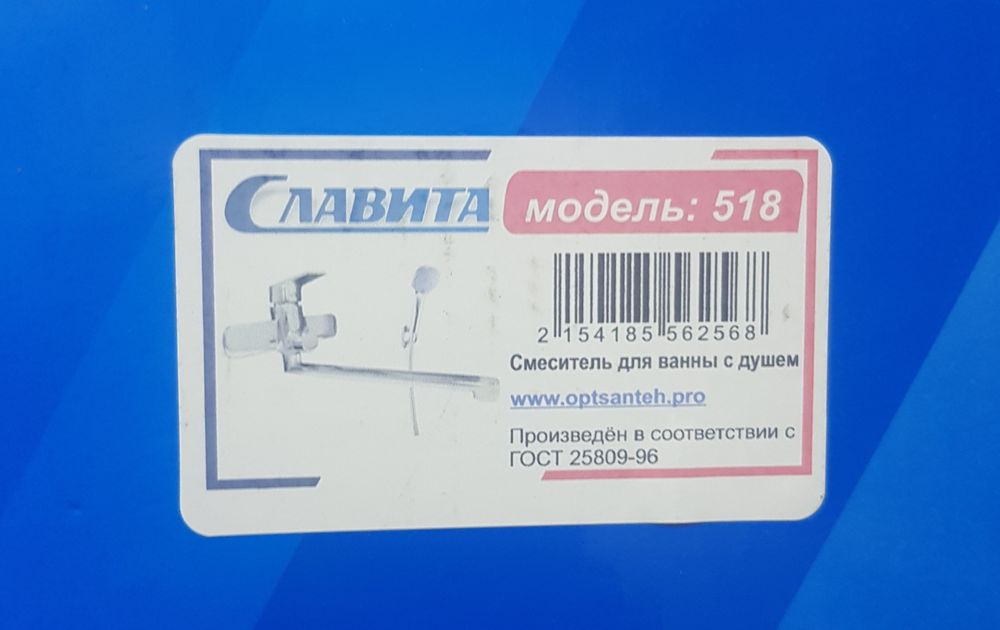 СЛАВИТА
модель: 518
2 154185 562568
Смеситель для ванны с душем
www.optsanteh.pro
Произведён в соответствии с
ГОСТ 25809-96